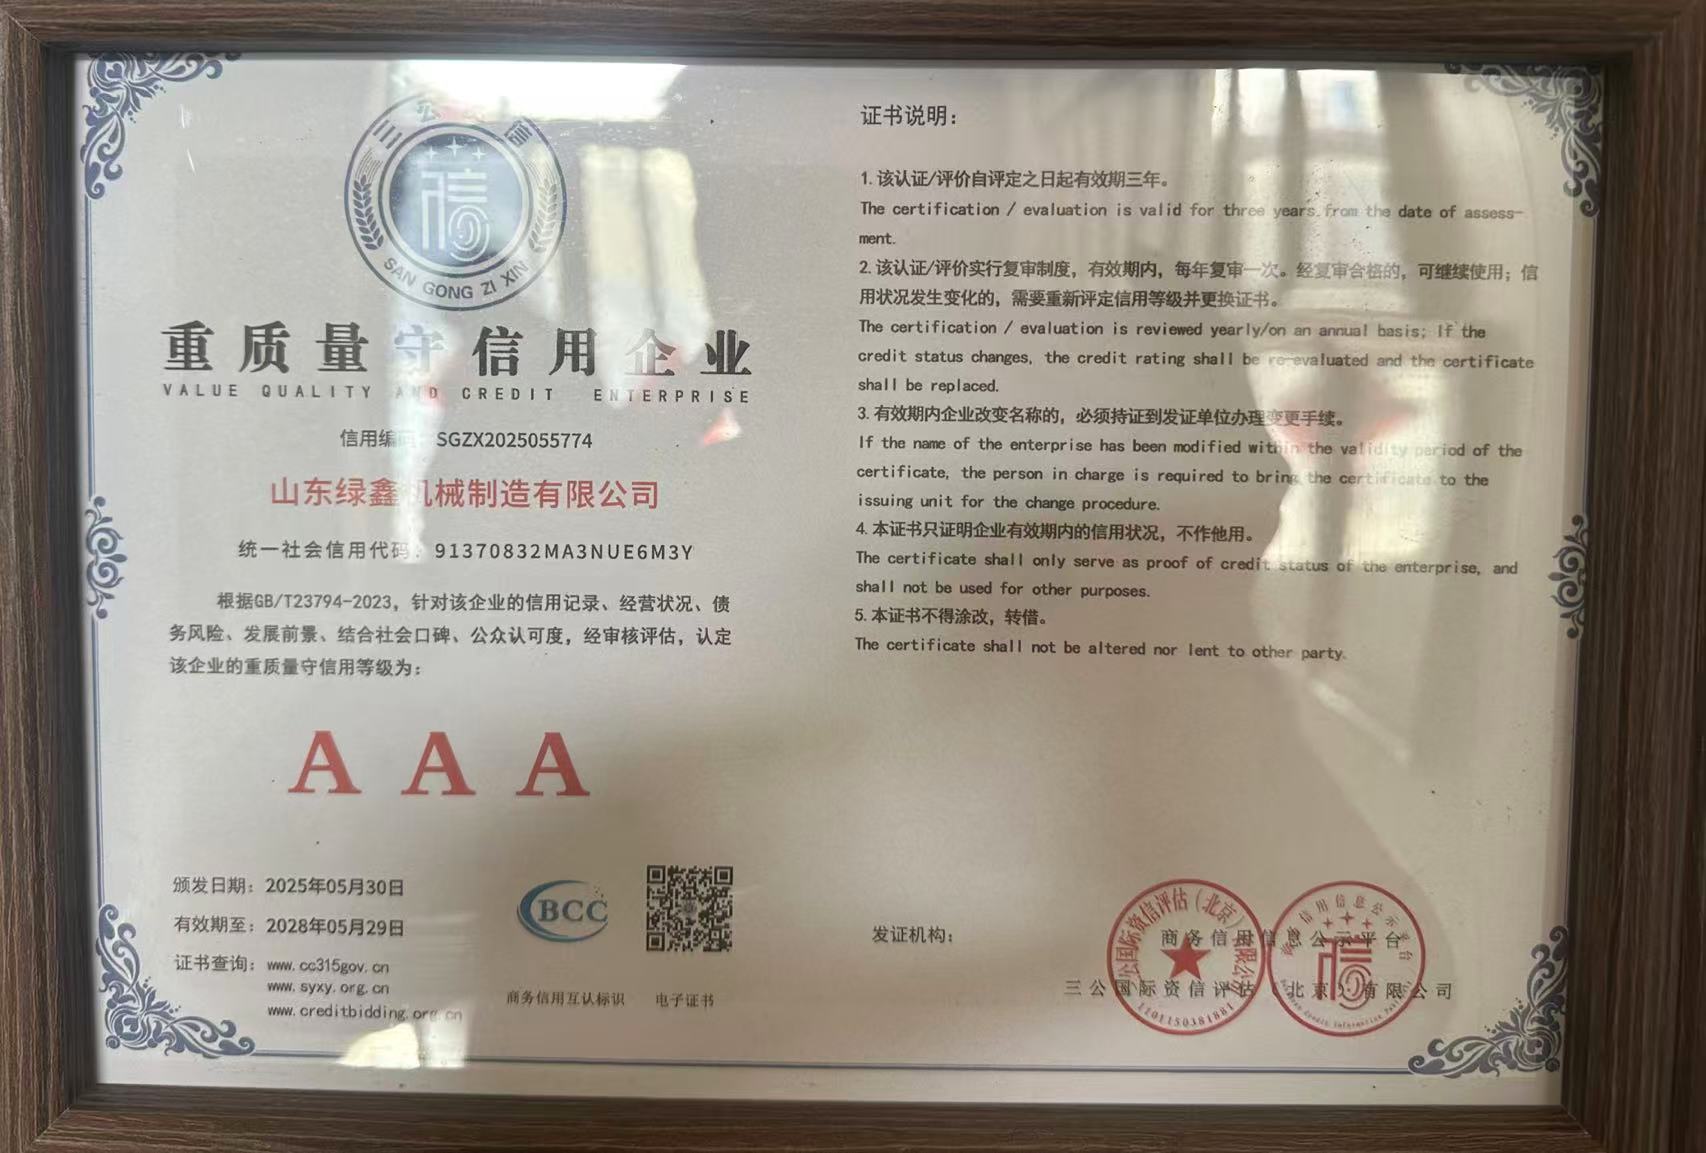 SAN GONG ZI XIN
重质量守信用企业
VALUE QUALITY AND CREDIT ENTERPRISE
信用编码：SGZX2025055774
山东绿鑫机械制造有限公司
统一社会信用代码：91370832MA3NUE6M3Y
根据GB/T23794-2023，针对该企业的信用记录、经营状况、债
务风险、发展前景、结合社会口碑、公众认可度，经审核评估，认定
该企业的重质量守信用等级为：
A A A
颁发日期：2025年05月30日
有效期至：2028年05月29日
证书查询：www.cc315gov.cn
www.syxy.org.cn
www.creditbidding.org.cn
BCC
商务信用互认标识
电子证书
证书说明：
1.该认证/评价自评定之日起有效期三年。
The certification / evaluation is valid for three years from the date of assess-
ment.
2.该认证/评价实行复审制度，有效期内，每年复审一次。经复审合格的，可继续使用；信
用状况发生变化的，需要重新评定信用等级并更换证书。
The certification / evaluation is reviewed yearly/on an annual basis; If the
credit status changes, the credit rating shall be re-evaluated and the certificate
shall be replaced.
3.有效期内企业改变名称的，必须持证到发证单位办理变更手续。
If the name of the enterprise has been modified within the validity period of the
certificate, the person in charge is required to bring the certificate to the
issuing unit for the change procedure.
4.本证书只证明企业有效期内的信用状况，不作他用。
The certificate shall only serve as proof of credit status of the enterprise, and
shall not be used for other purposes.
5.本证书不得涂改，转借。
The certificate shall not be altered nor lent to other party.
发证机构：
商务信用信息公示平台
三公国际资信评估（北京）有限公司